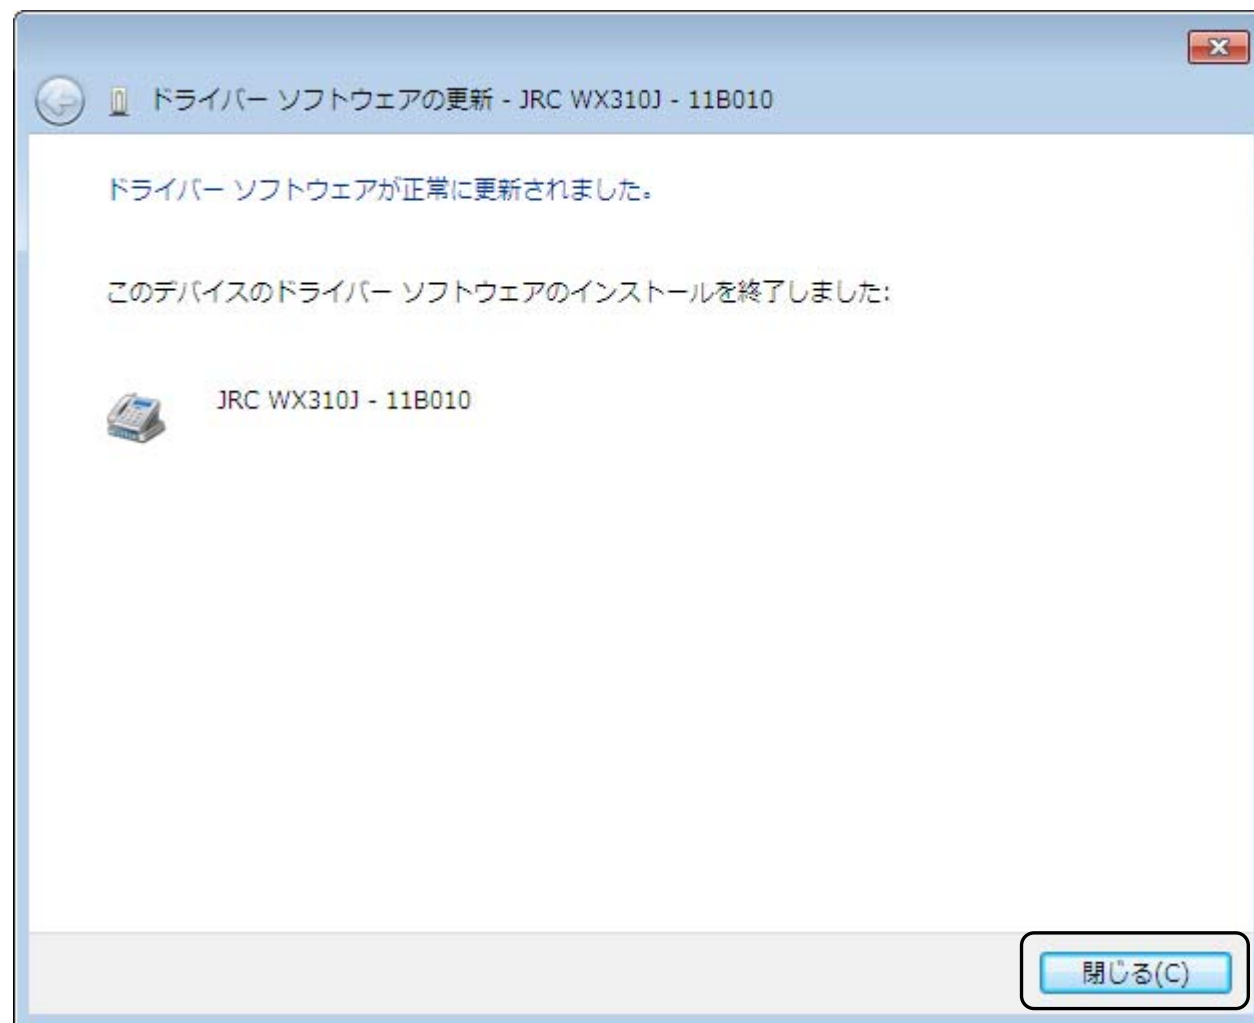 ドライバー ソフトウェアの更新 - JRC WX310J - 11B010
ドライバー ソフトウェアが正常に更新されました。
このデバイスのドライバー ソフトウェアのインストールを終了しました:
JRC WX310J - 11B010
閉じる(C)